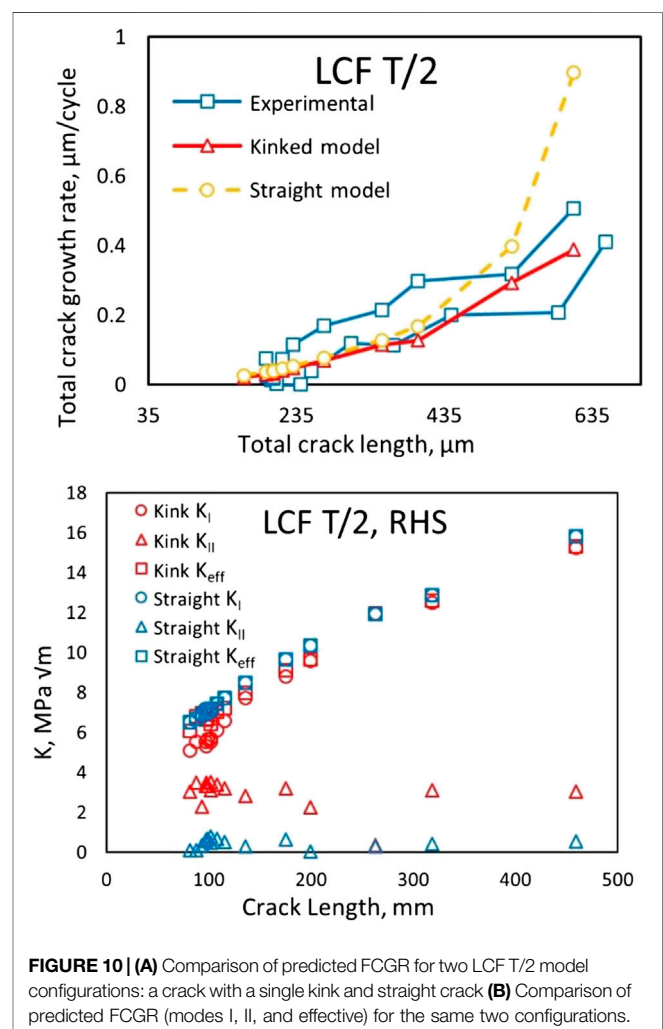 LCF T/2
Total crack growth rate, µm/cycle
1
0.8
0.6
0.4
0.2
0
Experimental
Kinked model
Straight model
35
235
435
635
Total crack length, µm
LCF T/2, RHS
K, MPa √m
18
16
14
12
10
8
6
4
2
0
Kink K_I
Kink K_II
Kink K_eff
Straight K_I
Straight K_II
Straight K_eff
0
100
200
300
400
500
Crack Length, mm
FIGURE 10 | (A) Comparison of predicted FCGR for two LCF T/2 model
configurations: a crack with a single kink and straight crack (B) Comparison of
predicted FCGR (modes I, II, and effective) for the same two configurations.